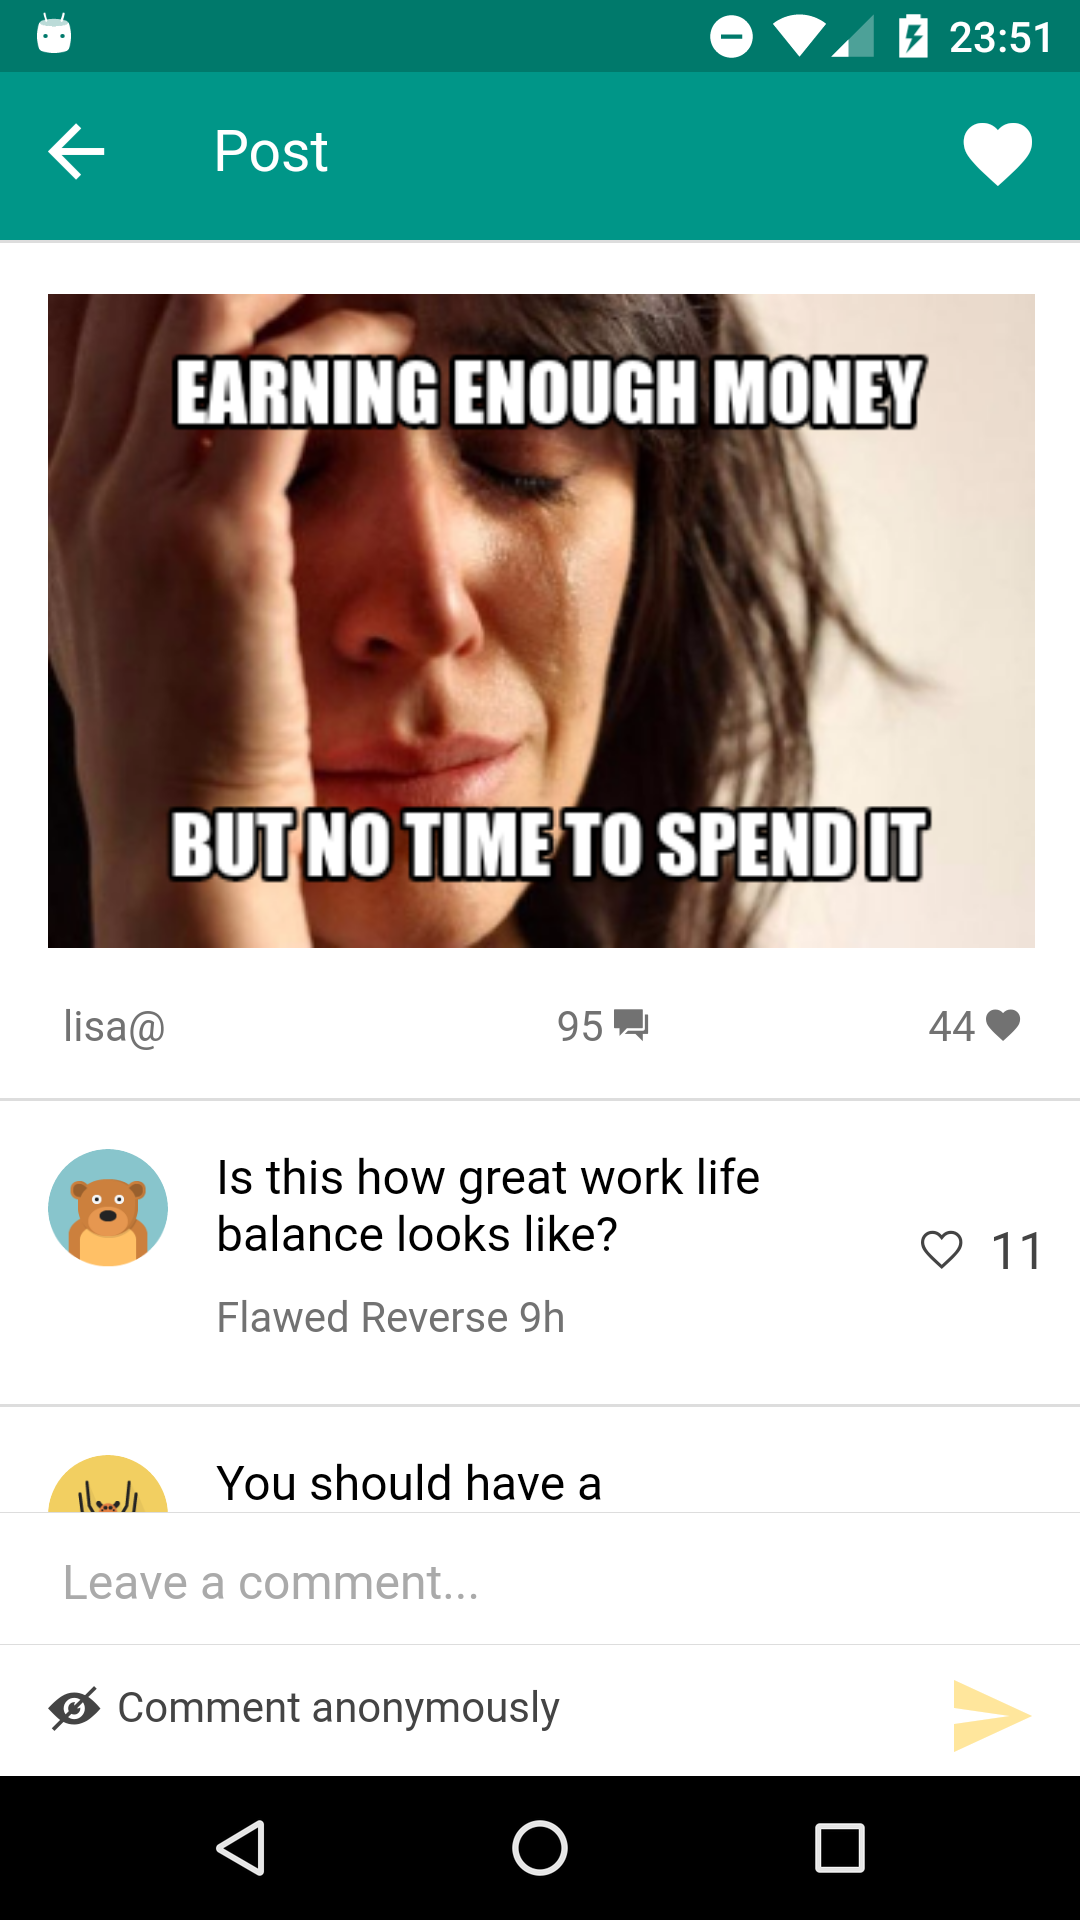 23:51
Post
EARNING ENOUGH MONEY
BUT NO TIME TO SPEND IT
lisa@
95
44
Is this how great work life
balance looks like?
11
Flawed Reverse 9h
You should have a
Leave a comment...
Comment anonymously